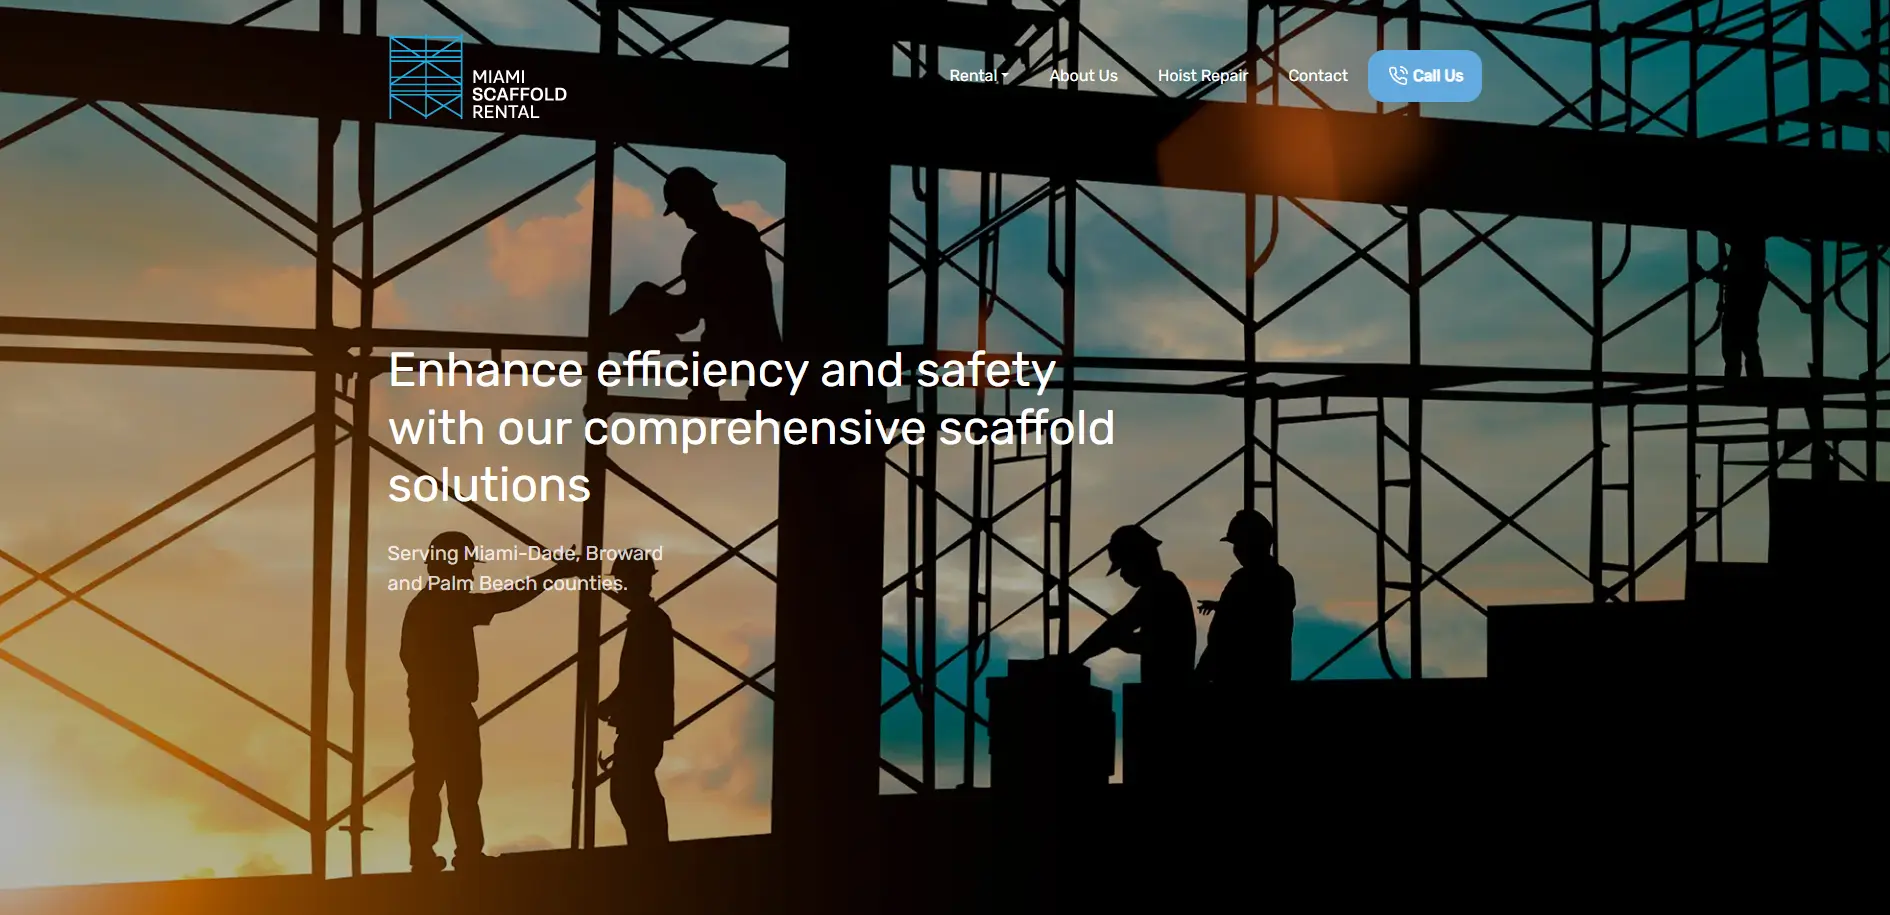 MIAMI
SCAFFOLD
RENTAL
Rental
About Us
Hoist Repair
Contact
Call Us
Enhance efficiency and safety
with our comprehensive scaffold
solutions
Serving Miami-Dade, Broward
and Palm Beach counties.